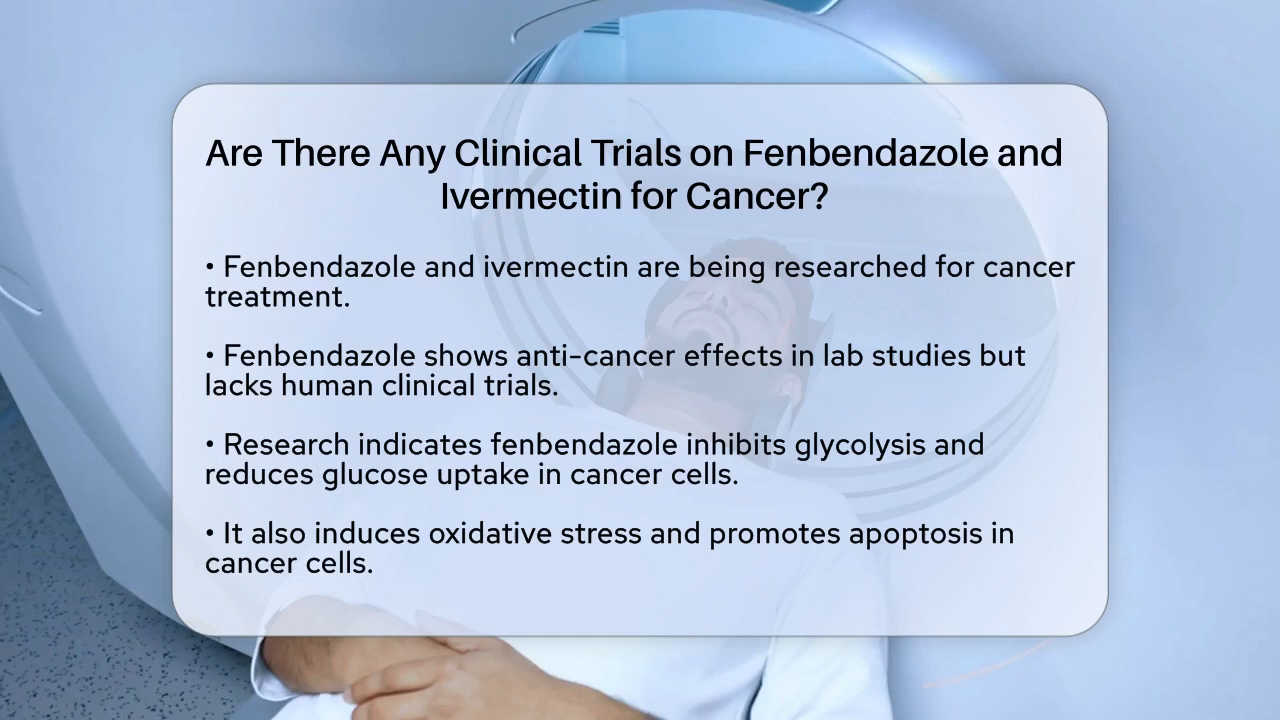 Are There Any Clinical Trials on Fenbendazole and
Ivermectin for Cancer?
• Fenbendazole and ivermectin are being researched for cancer
treatment.
• Fenbendazole shows anti-cancer effects in lab studies but
lacks human clinical trials.
• Research indicates fenbendazole inhibits glycolysis and
reduces glucose uptake in cancer cells.
• It also induces oxidative stress and promotes apoptosis in
cancer cells.